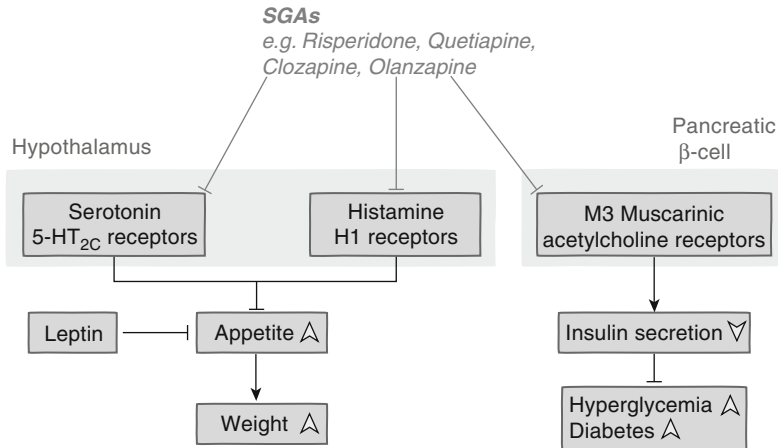 SGAs
e.g. Risperidone, Quetiapine,
Clozapine, Olanzapine
Hypothalamus
Pancreatic
β-cell
Serotonin
5-HT2C receptors
Histamine
H1 receptors
M3 Muscarinic
acetylcholine receptors
Leptin
Appetite
Insulin secretion
Weight
Hyperglycemia
Diabetes